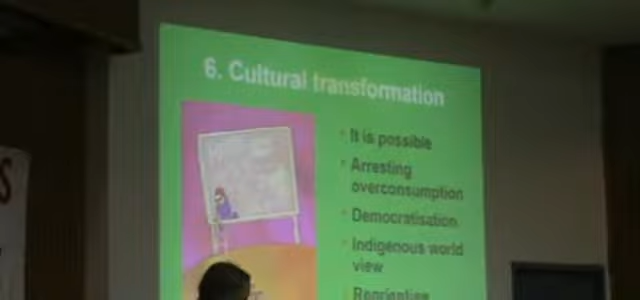 6. Cultural transformation
It is possible
Arresting
overconsumption
Democratisation
Indigenous world
view
S